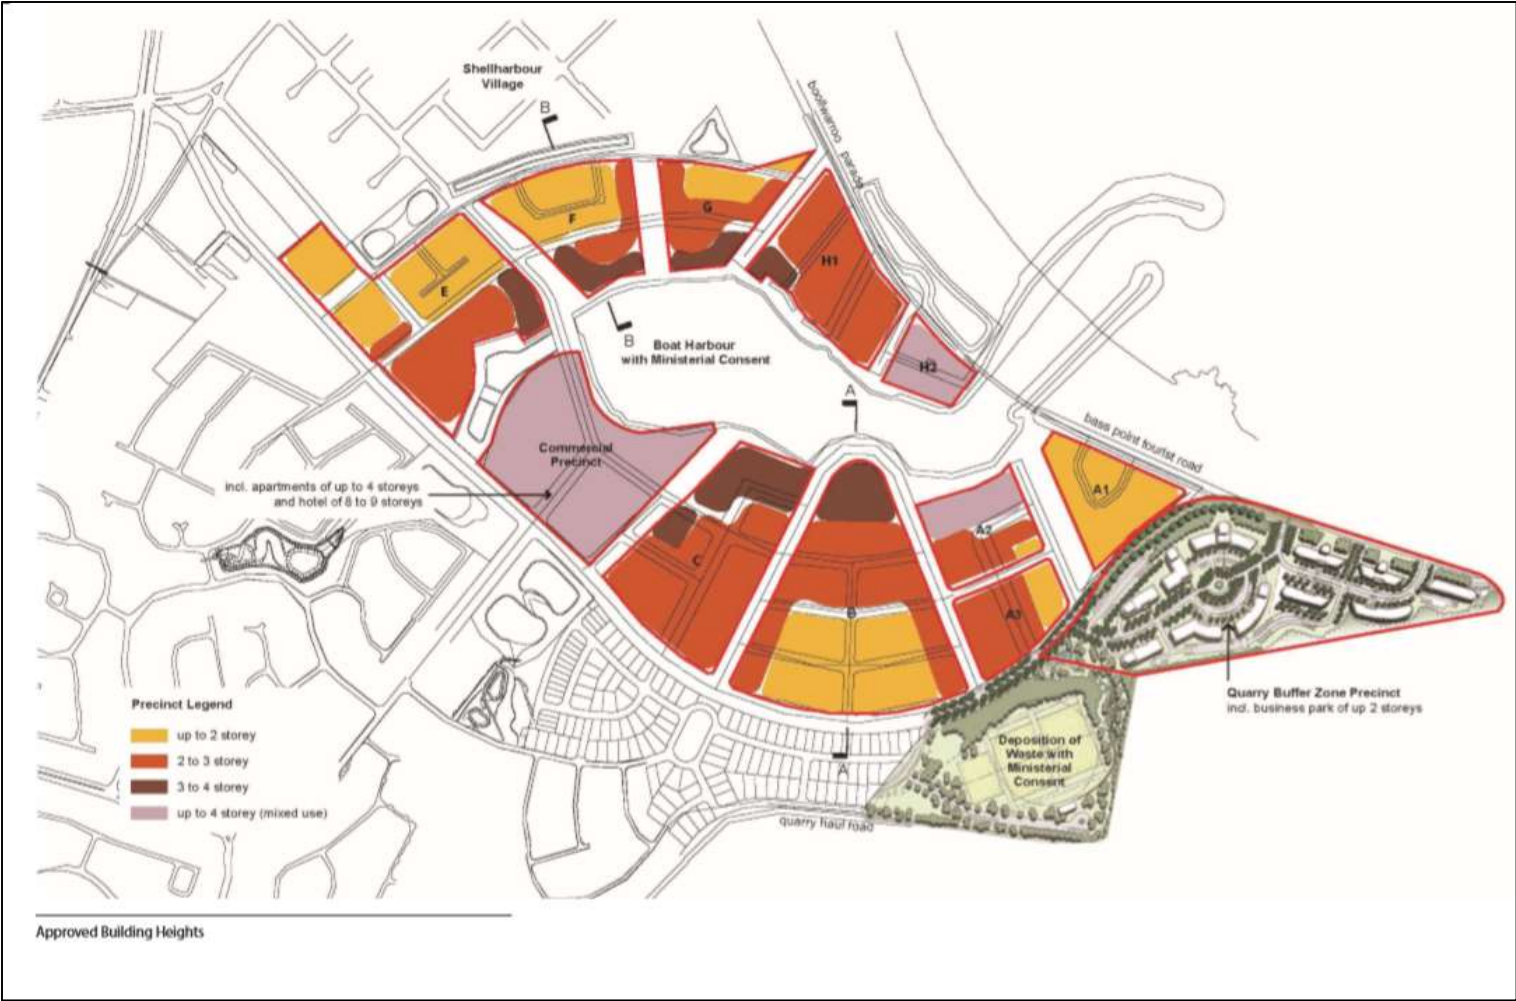 Shellharbour
Village
B
boollwarroo parade
F
G
H1
E
B
Boat Harbour
with Ministerial Consent
H2
A
bass point tourist road
Commercial
Precinct
incl. apartments of up to 4 storeys
and hotel of 8 to 9 storeys
A1
A2
C
B
A3
Quarry Buffer Zone Precinct
incl. business park of up 2 storeys
Precinct Legend
up to 2 storey
2 to 3 storey
3 to 4 storey
up to 4 storey (mixed use)
Deposition of
Waste with
Ministerial
Consent
A
quarry haul road
Approved Building Heights